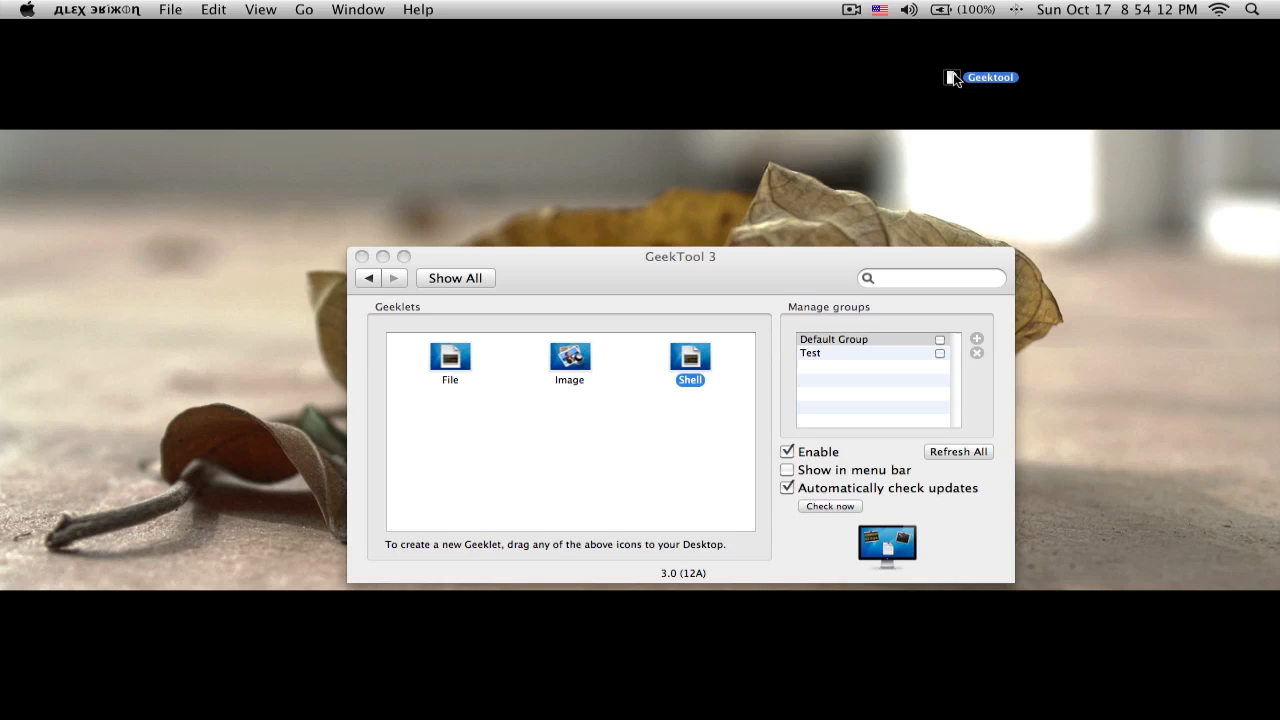 ДLΕX ЭЯiЖΦη File Edit View Go Window Help (100%) Sun Oct 17 8 54 12 PM
Geektool
GeekTool 3
Show All
Geeklets
Manage groups
File
Image
Shell
Default Group
Test
Enable
Refresh All
Show in menu bar
Automatically check updates
Check now
To create a new Geeklet, drag any of the above icons to your Desktop.
3.0 (12A)